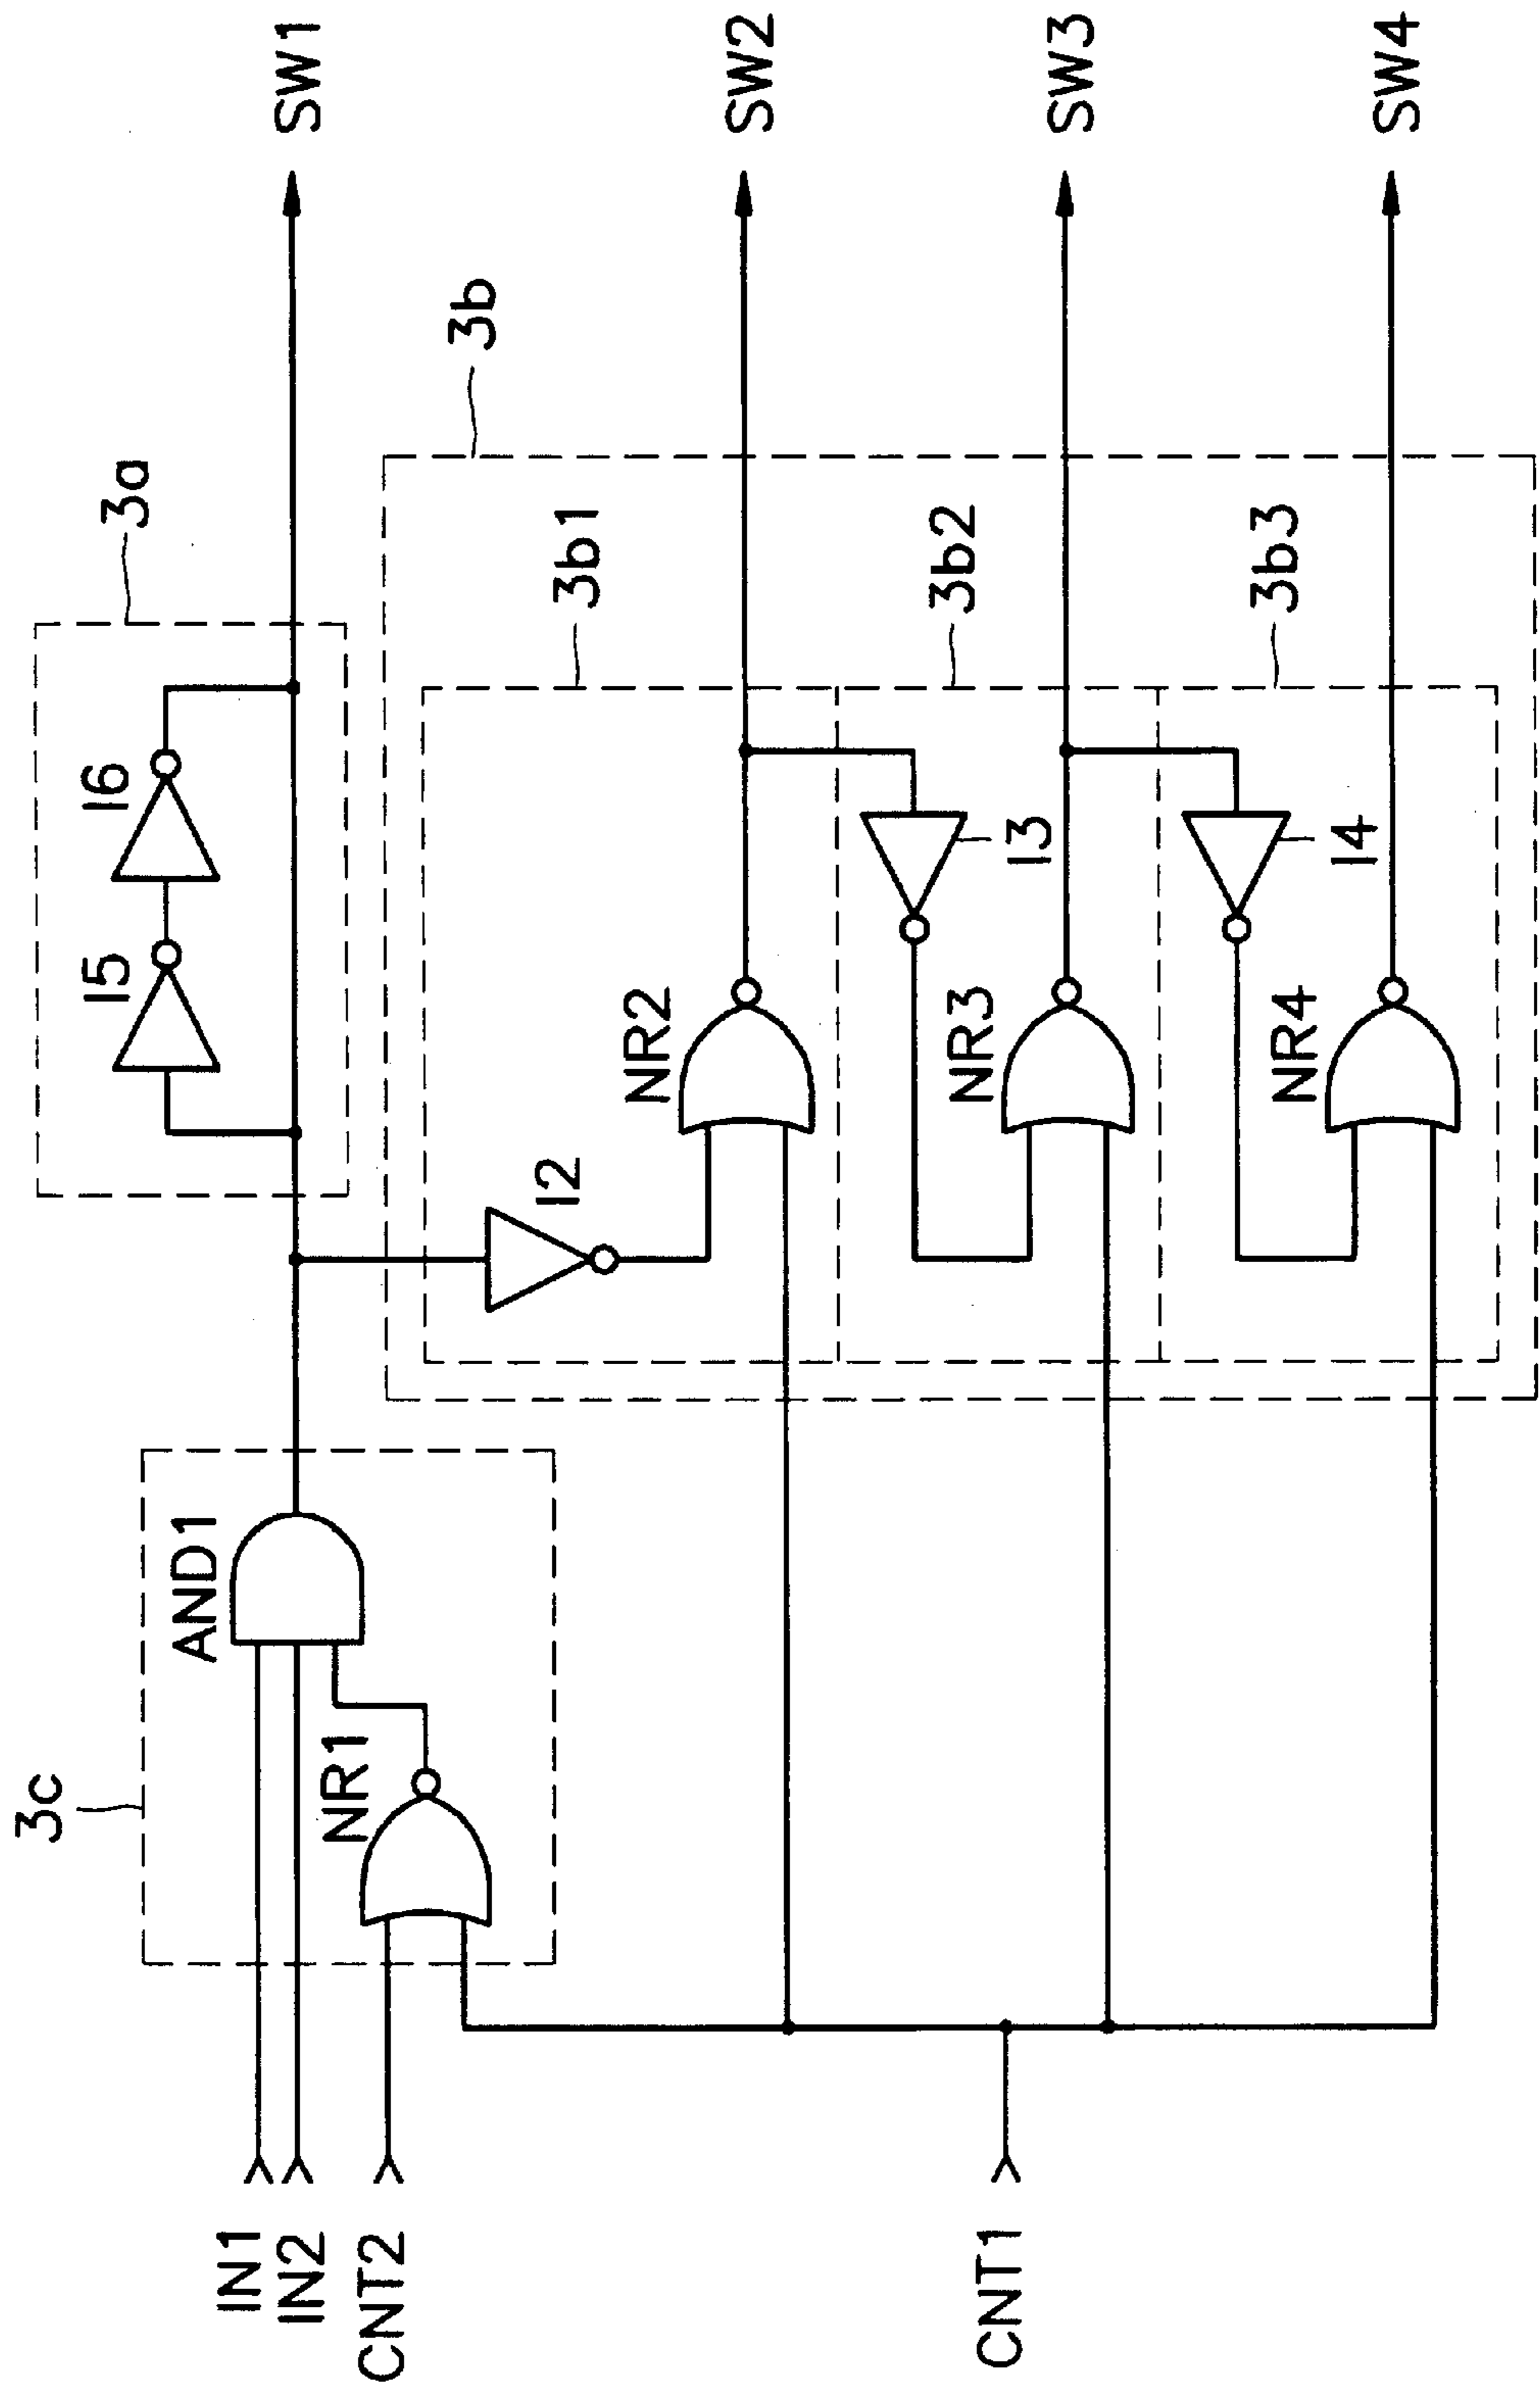 3c
3a
3b
3b1
3b2
3b3
I5
I6
SW1
AND1
NR1
IN1
IN2
CNT2
I2
NR2
SW2
I3
NR3
SW3
CNT1
I4
NR4
SW4